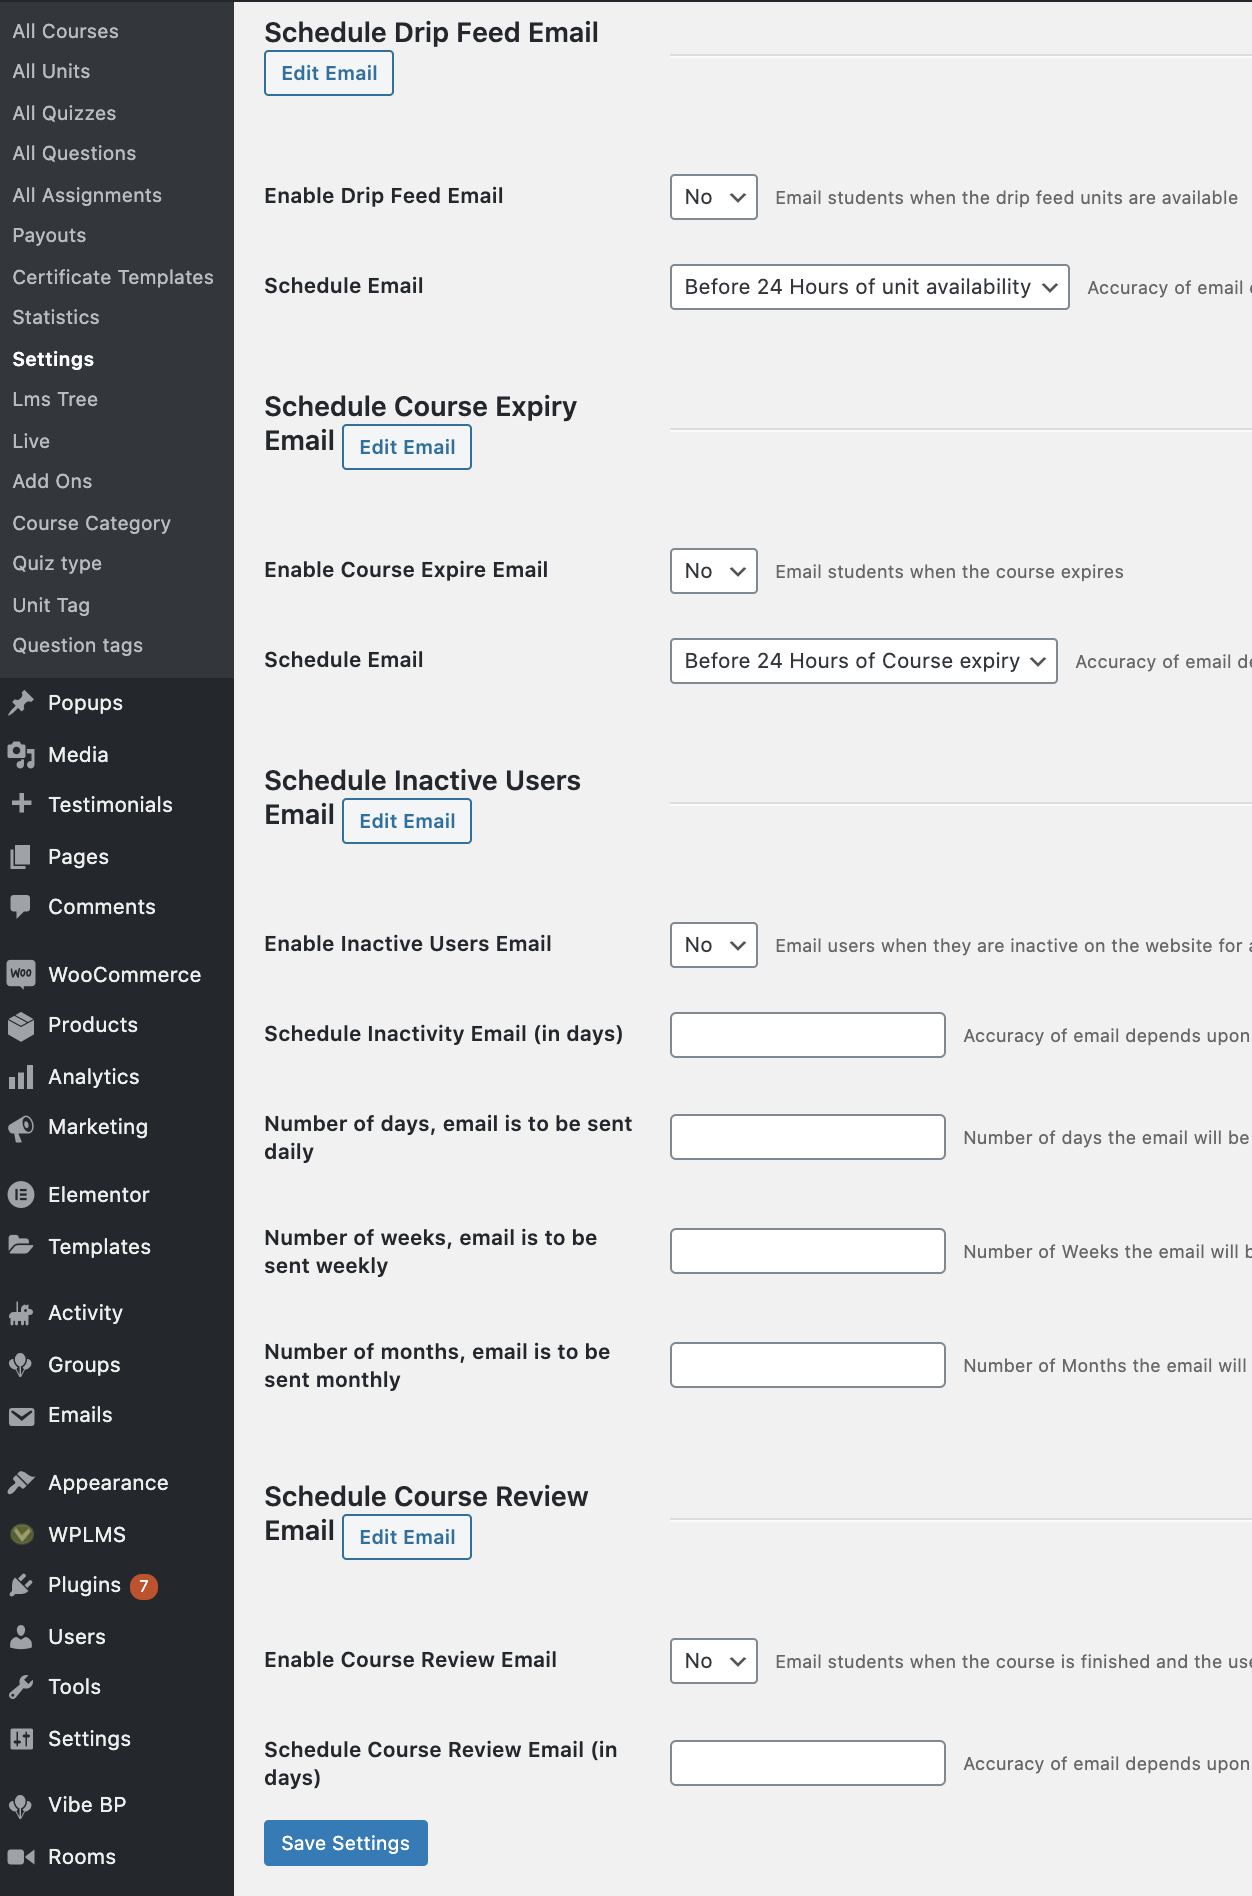 All Courses
All Units
All Quizzes
All Questions
All Assignments
Payouts
Certificate Templates
Statistics
Settings
Lms Tree
Live
Add Ons
Course Category
Quiz type
Unit Tag
Question tags
Popups
Media
Testimonials
Pages
Comments
Woo WooCommerce
Products
Analytics
Marketing
Elementor
Templates
Activity
Groups
Emails
Appearance
WPLMS
Plugins 7
Users
Tools
Settings
Vibe BP
Rooms
Schedule Drip Feed Email
Edit Email
Enable Drip Feed Email No Email students when the drip feed units are available
Schedule Email Before 24 Hours of unit availability Accuracy of email
Schedule Course Expiry
Email Edit Email
Enable Course Expire Email No Email students when the course expires
Schedule Email Before 24 Hours of Course expiry Accuracy of email de
Schedule Inactive Users
Email Edit Email
Enable Inactive Users Email No Email users when they are inactive on the website for a
Schedule Inactivity Email (in days) Accuracy of email depends upon
Number of days, email is to be sent
daily
Number of days the email will be
Number of weeks, email is to be
sent weekly
Number of Weeks the email will b
Number of months, email is to be
sent monthly
Number of Months the email will
Schedule Course Review
Email Edit Email
Enable Course Review Email No Email students when the course is finished and the use
Schedule Course Review Email (in
days)
Accuracy of email depends upon
Save Settings